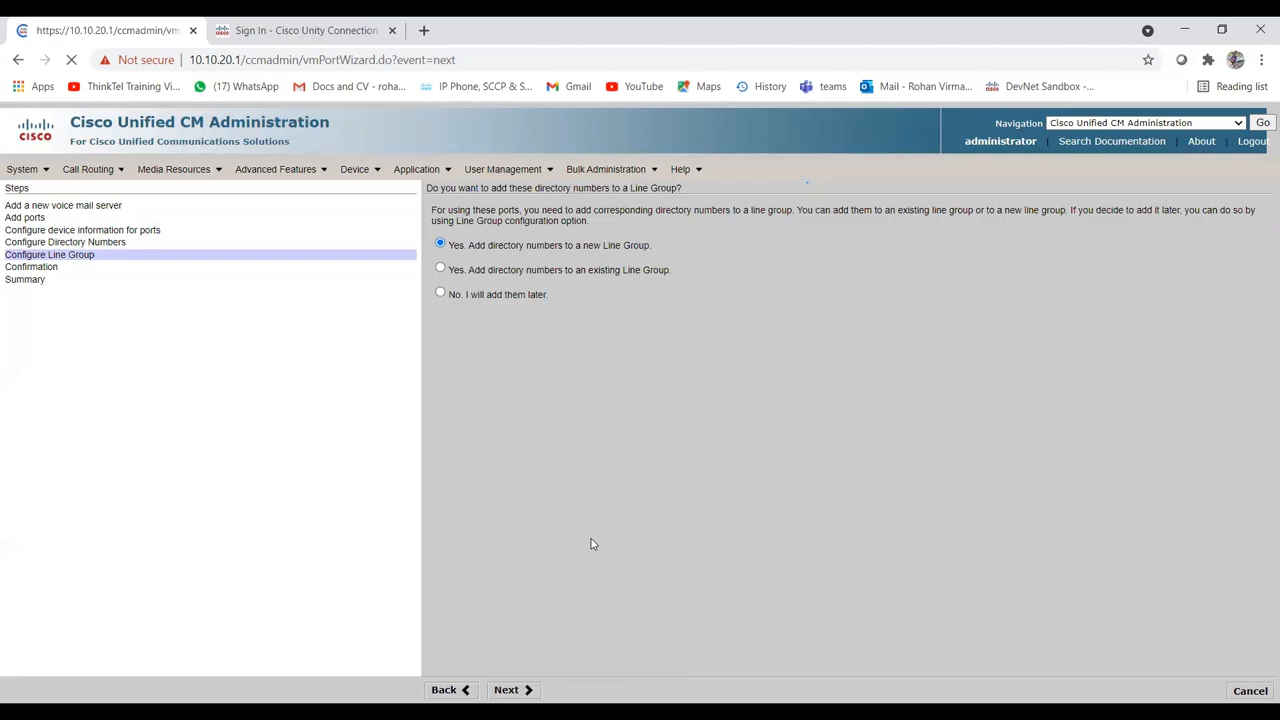 https://10.10.20.1/ccmadmin/vm
Sign In - Cisco Unity Connection
Not secure
10.10.20.1/ccmadmin/vmPortWizard.do?event=next
Apps
ThinkTel Training Vi...
(17) WhatsApp
Docs and CV - roha...
IP Phone, SCCP & S...
Gmail
YouTube
Maps
History
teams
Mail - Rohan Virma...
DevNet Sandbox -...
Reading list
CISCO
Cisco Unified CM Administration
For Cisco Unified Communications Solutions
Navigation
Cisco Unified CM Administration
Go
administrator
Search Documentation
About
Logout
System
Call Routing
Media Resources
Advanced Features
Device
Application
User Management
Bulk Administration
Help
Steps
Add a new voice mail server
Add ports
Configure device information for ports
Configure Directory Numbers
Configure Line Group
Confirmation
Summary
Do you want to add these directory numbers to a Line Group?
For using these ports, you need to add corresponding directory numbers to a line group. You can add them to an existing line group or to a new line group. If you decide to add it later, you can do so by
using Line Group configuration option.
Yes. Add directory numbers to a new Line Group.
Yes. Add directory numbers to an existing Line Group.
No. I will add them later.
Back
Next
Cancel